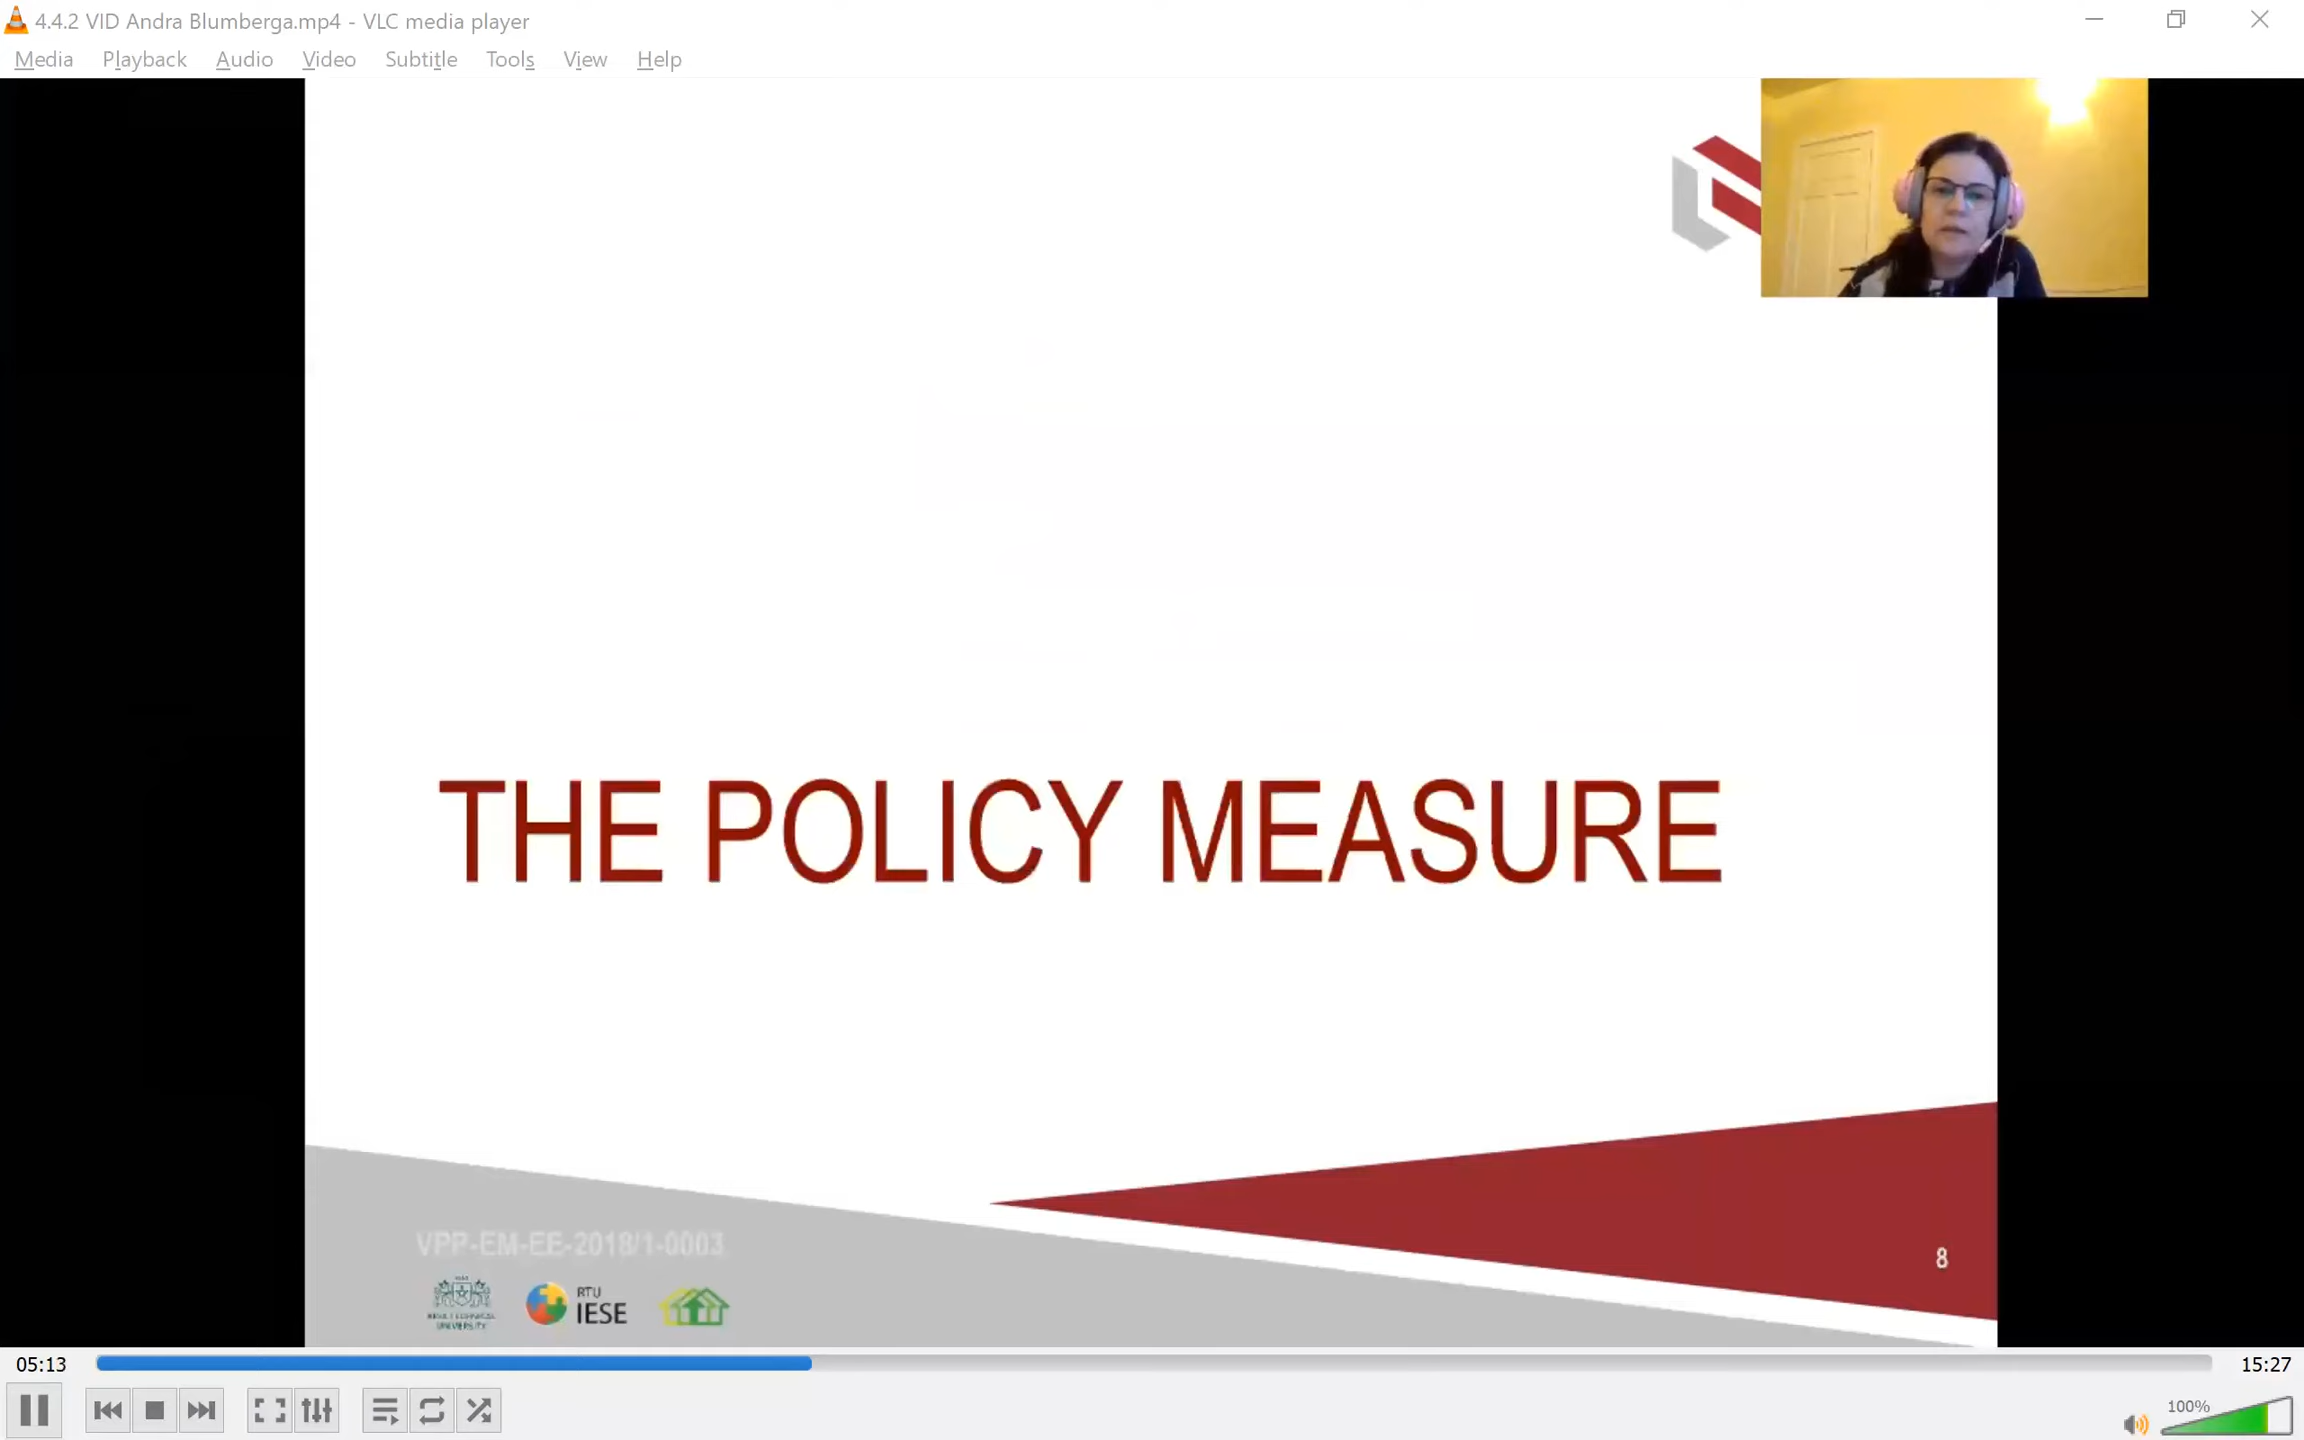 4.4.2 VID Andra Blumberga.mp4 - VLC media player
Media Playback Audio Video Subtitle Tools View Help
THE POLICY MEASURE
VPP-EM-EE-2018/1-0003
8
UNIVERSITY
RTU
IESE
05:13
15:27
100%